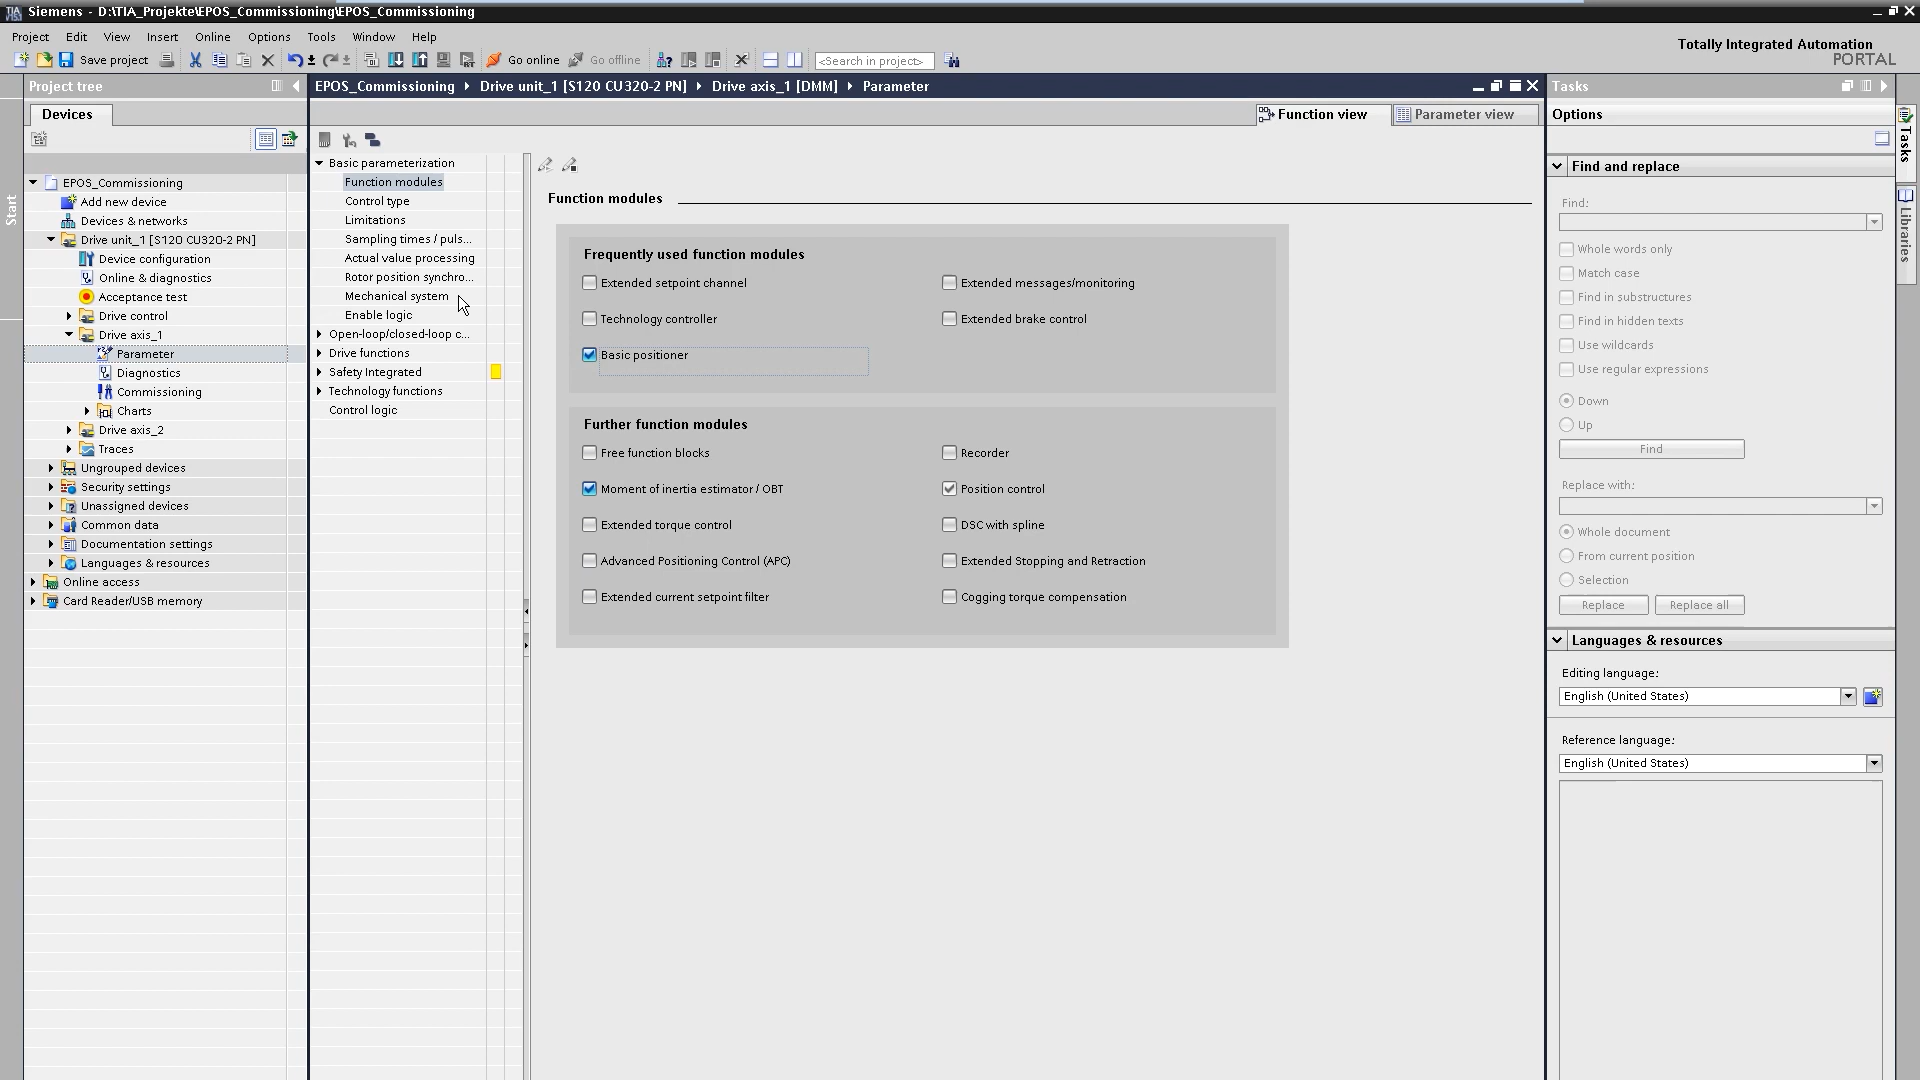 Siemens - D:\TIA_Projekte\EPOS_Commissioning\EPOS_Commissioning
Project Edit View Insert Online Options Tools Window Help
Totally Integrated Automation
PORTAL
Save project
Go online
Go offline
<Search in project>
Project tree
EPOS_Commissioning
Drive unit_1 [S120 CU320-2 PN]
Drive axis_1 [DMM]
Parameter
Tasks
Devices
Function view
Parameter view
Options
Start
EPOS_Commissioning
Add new device
Devices & networks
Drive unit_1 [S120 CU320-2 PN]
Device configuration
Online & diagnostics
Acceptance test
Drive control
Drive axis_1
Parameter
Diagnostics
Commissioning
Charts
Drive axis_2
Traces
Ungrouped devices
Security settings
Unassigned devices
Common data
Documentation settings
Languages & resources
Online access
Card Reader/USB memory
Basic parameterization
Function modules
Control type
Limitations
Sampling times / puls...
Actual value processing
Rotor position synchro...
Mechanical system
Enable logic
Open-loop/closed-loop c...
Drive functions
Safety Integrated
Technology functions
Control logic
Function modules
Frequently used function modules
Extended setpoint channel
Extended messages/monitoring
Technology controller
Extended brake control
Basic positioner
Further function modules
Free function blocks
Recorder
Moment of inertia estimator / OBT
Position control
Extended torque control
DSC with spline
Advanced Positioning Control (APC)
Extended Stopping and Retraction
Extended current setpoint filter
Cogging torque compensation
Find and replace
Find:
Whole words only
Match case
Find in substructures
Find in hidden texts
Use wildcards
Use regular expressions
Down
Up
Find
Replace with:
Whole document
From current position
Selection
Replace
Replace all
Languages & resources
Editing language:
English (United States)
Reference language:
English (United States)
Tasks
Libraries